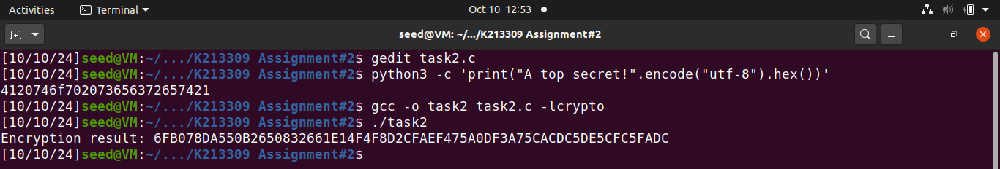 Activities Terminal Oct 10 12:53
seed@VM: ~/.../K213309 Assignment#2
[10/10/24]seed@VM:~/.../K213309 Assignment#2$ gedit task2.c
[10/10/24]seed@VM:~/.../K213309 Assignment#2$ python3 -c 'print("A top secret!".encode("utf-8").hex())'
4120746f702073656372657421
[10/10/24]seed@VM:~/.../K213309 Assignment#2$ gcc -o task2 task2.c -lcrypto
[10/10/24]seed@VM:~/.../K213309 Assignment#2$ ./task2
Encryption result: 6FB078DA550B2650832661E14F4F8D2CFAEF475A0DF3A75CACDC5DE5CFC5FADC
[10/10/24]seed@VM:~/.../K213309 Assignment#2$